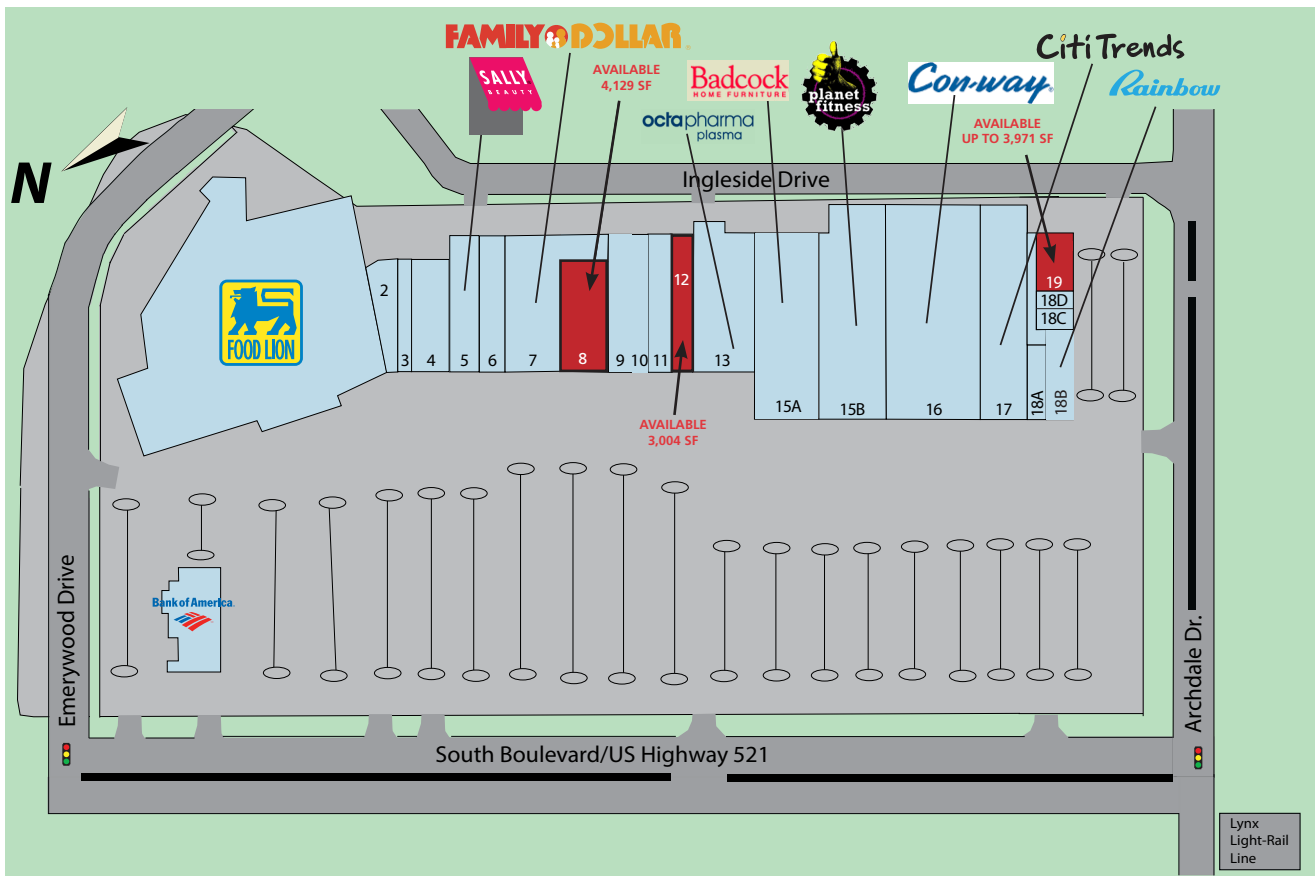 FAMILY DOLLAR
SALLY
BEAUTY
AVAILABLE
4,129 SF
Badcock
HOME FURNITURE
octapharma
plasma
planet
fitness
Con-way
Citi Trends
Rainbow
AVAILABLE
UP TO 3,971 SF
N
Ingleside Drive
FOOD LION
2
3
4
5
6
7
8
9
10
11
12
13
15A
15B
16
17
18A
18B
18C
18D
19
AVAILABLE
3,004 SF
Bank of America
Emerywood Drive
Archdale Dr.
South Boulevard/US Highway 521
Lynx
Light-Rail
Line